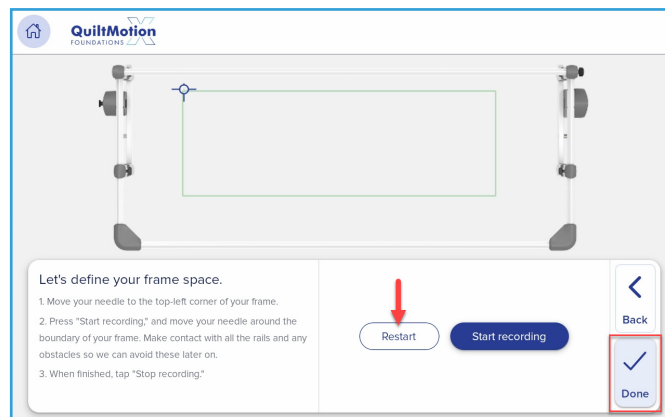 QuiltMotion X
FOUNDATIONS
Let's define your frame space.
1. Move your needle to the top-left corner of your frame.
2. Press "Start recording," and move your needle around the
boundary of your frame. Make contact with all the rails and any
obstacles so we can avoid these later on.
3. When finished, tap "Stop recording."
Restart
Start recording
Back
Done